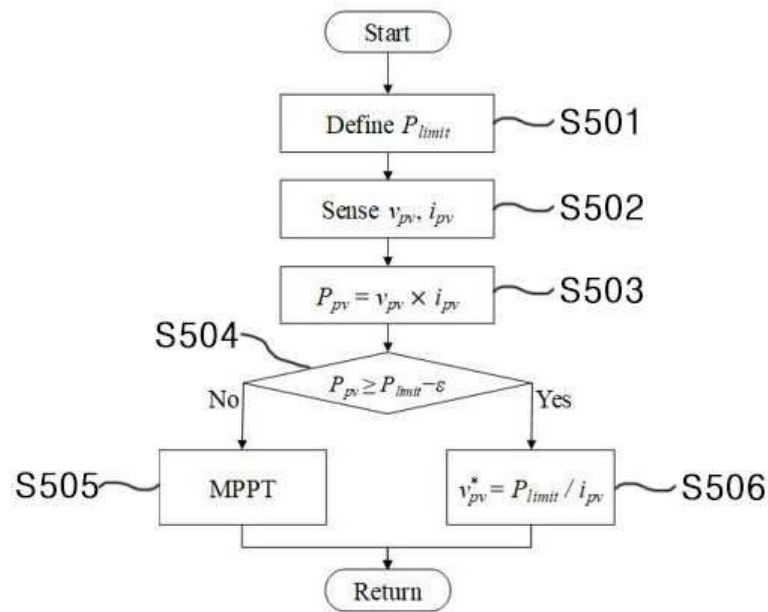 Start
Define P_limit
S501
Sense v_pv, i_pv
S502
P_pv = v_pv × i_pv
S503
S504
P_pv ≥ P_limit−ε
No
Yes
S505
MPPT
v*_pv = P_limit / i_pv
S506
Return